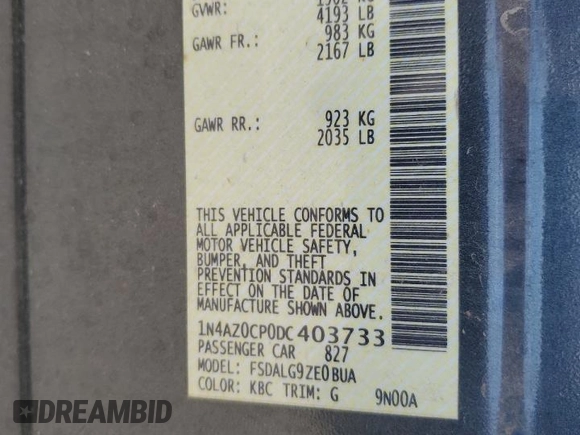 GVWR:
4193 LB
GAWR FR.: 983 KG
2167 LB
GAWR RR.: 923 KG
2035 LB
THIS VEHICLE CONFORMS TO
ALL APPLICABLE FEDERAL
MOTOR VEHICLE SAFETY,
BUMPER, AND THEFT
PREVENTION STANDARDS IN
EFFECT ON THE DATE OF
MANUFACTURE SHOWN ABOVE.
1N4AZ0CP0DC403733
PASSENGER CAR 827
MODEL: FSDALG9ZE0BUA
COLOR: KBC TRIM: G 9N00A
DREAMBID